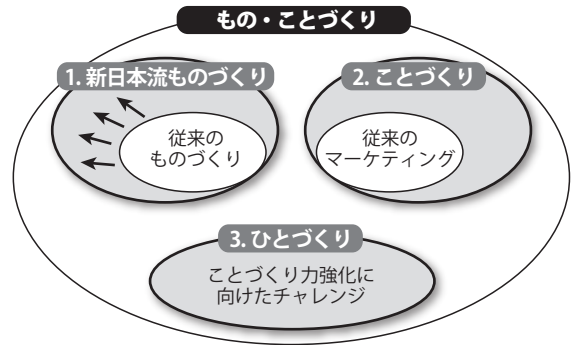 もの・ことづくり
1. 新日本流ものづくり
2. ことづくり
従来の
ものづくり
従来の
マーケティング
3. ひとづくり
ことづくり力強化に
向けたチャレンジ